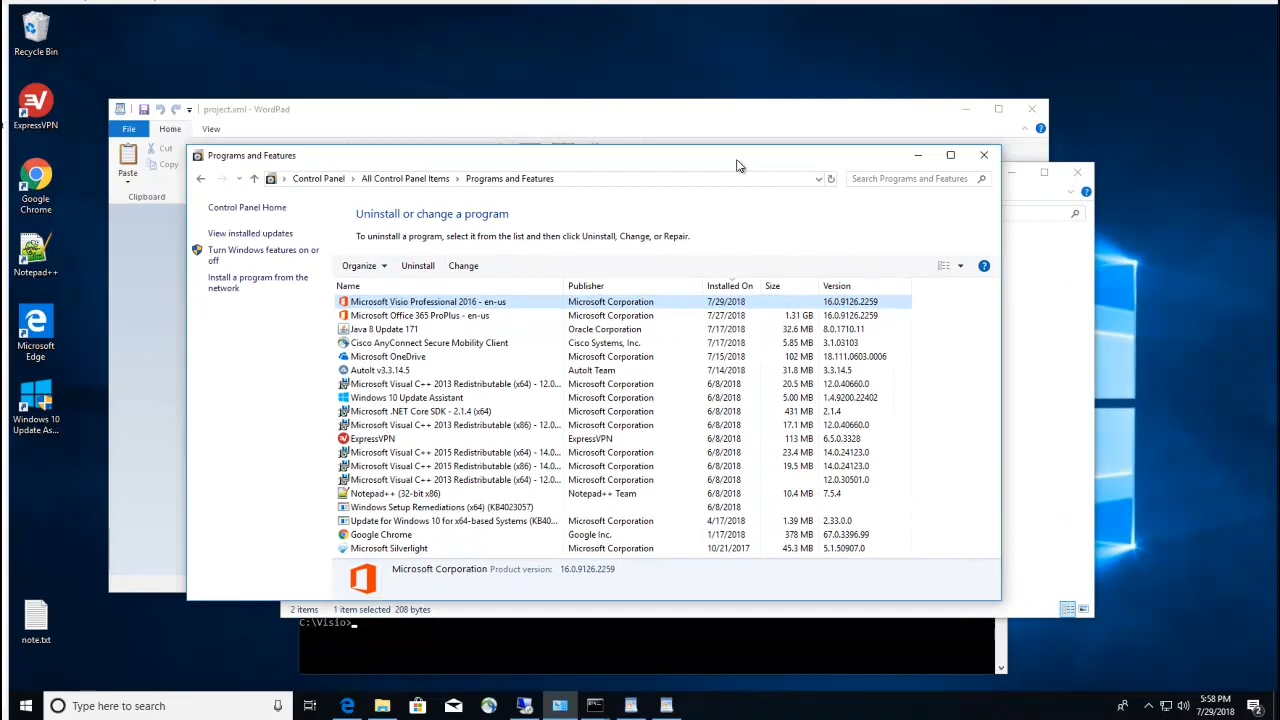 Recycle Bin
ExpressVPN
Google
Chrome
Notepad++
Microsoft
Edge
Windows 10
Update As...
note.txt
project.xml - WordPad
File Home View
Paste
Cut
Copy
Clipboard
Programs and Features
Control Panel All Control Panel Items Programs and Features
Search Programs and Features
Control Panel Home
View installed updates
Turn Windows features on or
off
Install a program from the
network
Uninstall or change a program
To uninstall a program, select it from the list and then click Uninstall, Change, or Repair.
Organize Uninstall Change
Name Publisher Installed On Size Version
Microsoft Visio Professional 2016 - en-us Microsoft Corporation 7/29/2018 16.0.9126.2259
Microsoft Office 365 ProPlus - en-us Microsoft Corporation 7/27/2018 1.31 GB 16.0.9126.2259
Java 8 Update 171 Oracle Corporation 7/17/2018 32.6 MB 8.0.1710.11
Cisco AnyConnect Secure Mobility Client Cisco Systems, Inc. 7/17/2018 5.85 MB 3.1.03103
Microsoft OneDrive Microsoft Corporation 7/15/2018 102 MB 18.111.0603.0006
AutoIt v3.3.14.5 AutoIt Team 7/14/2018 31.8 MB 3.3.14.5
Microsoft Visual C++ 2013 Redistributable (x64) - 12.0... Microsoft Corporation 6/8/2018 20.5 MB 12.0.40660.0
Windows 10 Update Assistant Microsoft Corporation 6/8/2018 5.00 MB 1.4.9200.22402
Microsoft .NET Core SDK - 2.1.4 (x64) Microsoft Corporation 6/8/2018 431 MB 2.1.4
Microsoft Visual C++ 2013 Redistributable (x86) - 12.0... Microsoft Corporation 6/8/2018 17.1 MB 12.0.40660.0
ExpressVPN ExpressVPN 6/8/2018 113 MB 6.5.0.3328
Microsoft Visual C++ 2015 Redistributable (x64) - 14.0... Microsoft Corporation 6/8/2018 23.4 MB 14.0.24123.0
Microsoft Visual C++ 2015 Redistributable (x86) - 14.0... Microsoft Corporation 6/8/2018 19.5 MB 14.0.24123.0
Microsoft Visual C++ 2013 Redistributable (x64) - 12.0... Microsoft Corporation 6/8/2018 12.0.30501.0
Notepad++ (32-bit x86) Notepad++ Team 6/8/2018 10.4 MB 7.5.4
Windows Setup Remediations (x64) (KB4023057) 6/8/2018
Update for Windows 10 for x64-based Systems (KB40... Microsoft Corporation 4/17/2018 1.39 MB 2.33.0.0
Google Chrome Google Inc. 1/17/2018 378 MB 67.0.3396.99
Microsoft Silverlight Microsoft Corporation 10/21/2017 45.3 MB 5.1.50907.0
Microsoft Corporation Product version: 16.0.9126.2259
2 items 1 item selected 208 bytes
C:\Visio>_
Type here to search
5:58 PM
7/29/2018
2